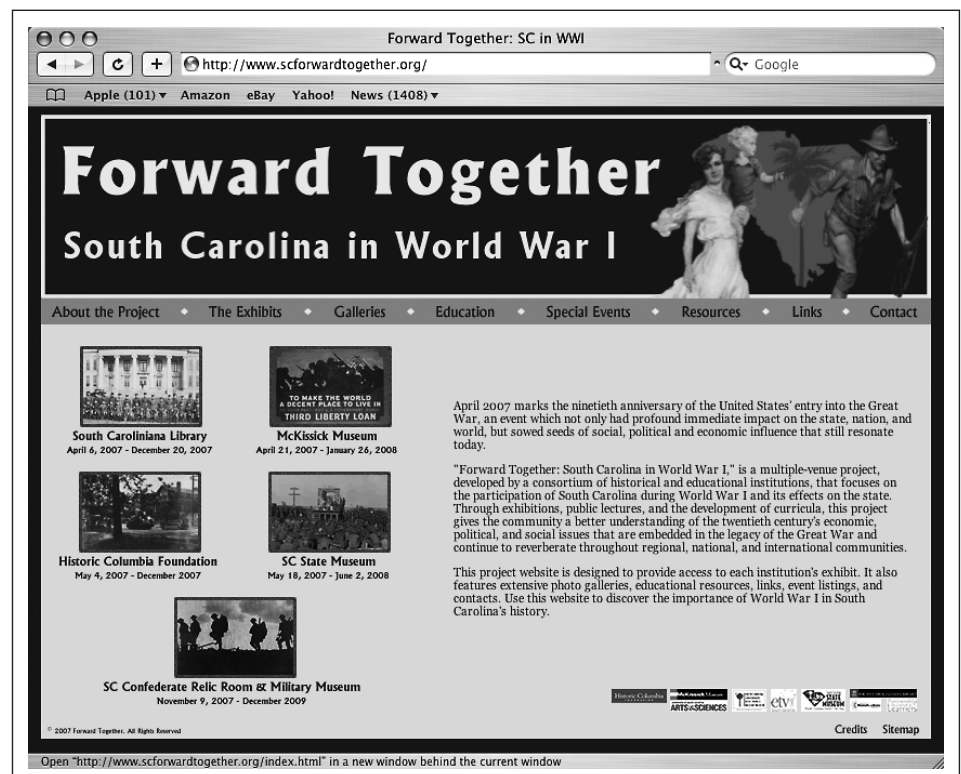 Forward Together: SC in WWI
http://www.scforwardtogether.org/
Google
Apple (101) Amazon eBay Yahoo! News (1408)
Forward Together
South Carolina in World War I
About the Project The Exhibits Galleries Education Special Events Resources Links Contact
TO MAKE THE WORLD
A DECENT PLACE TO LIVE IN
THIRD LIBERTY LOAN
South Caroliniana Library
April 6, 2007 - December 20, 2007
McKissick Museum
April 21, 2007 - January 26, 2008
Historic Columbia Foundation
May 4, 2007 - December 2007
SC State Museum
May 18, 2007 - June 2, 2008
SC Confederate Relic Room & Military Museum
November 9, 2007 - December 2009
April 2007 marks the ninetieth anniversary of the United States' entry into the Great
War, an event which not only had profound immediate impact on the state, nation, and
world, but sowed seeds of social, political and economic influence that still resonate
today.
"Forward Together: South Carolina in World War I," is a multiple-venue project,
developed by a consortium of historical and educational institutions, that focuses on
the participation of South Carolina during World War I and its effects on the state.
Through exhibitions, public lectures, and the development of curricula, this project
gives the community a better understanding of the twentieth century's economic,
political, and social issues that are embedded in the legacy of the Great War and
continue to reverberate throughout regional, national, and international communities.
This project website is designed to provide access to each institution's exhibit. It also
features extensive photo galleries, educational resources, links, event listings, and
contacts. Use this website to discover the importance of World War I in South
Carolina's history.
Historic Columbia
McKissick Museum
ARTS&SCIENCES
etv
STATE
MUSEUM
© 2007 Forward Together. All Rights Reserved
Credits Sitemap
Open "http://www.scforwardtogether.org/index.html" in a new window behind the current window